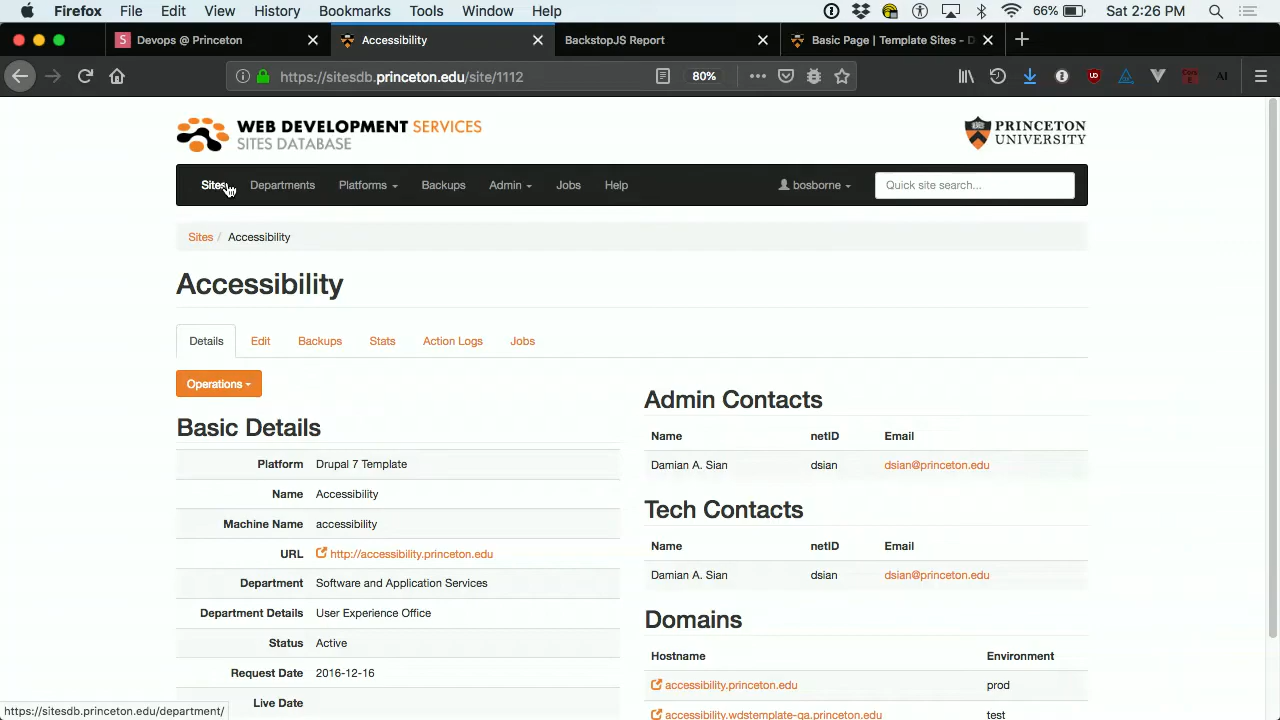 Firefox File Edit View History Bookmarks Tools Window Help 66% Sat 2:26 PM
S Devops @ Princeton Accessibility BackstopJS Report Basic Page | Template Sites - D
https://sitesdb.princeton.edu/site/1112 80%
WEB DEVELOPMENT SERVICES
SITES DATABASE
PRINCETON
UNIVERSITY
Sites Departments Platforms Backups Admin Jobs Help bosborne Quick site search...
Sites / Accessibility
Accessibility
Details Edit Backups Stats Action Logs Jobs
Operations
Basic Details
Platform Drupal 7 Template
Name Accessibility
Machine Name accessibility
URL http://accessibility.princeton.edu
Department Software and Application Services
Department Details User Experience Office
Status Active
Request Date 2016-12-16
Live Date
Admin Contacts
Name netID Email
Damian A. Sian dsian dsian@princeton.edu
Tech Contacts
Name netID Email
Damian A. Sian dsian dsian@princeton.edu
Domains
Hostname Environment
accessibility.princeton.edu prod
accessibility.wdstemplate-qa.princeton.edu test
https://sitesdb.princeton.edu/department/